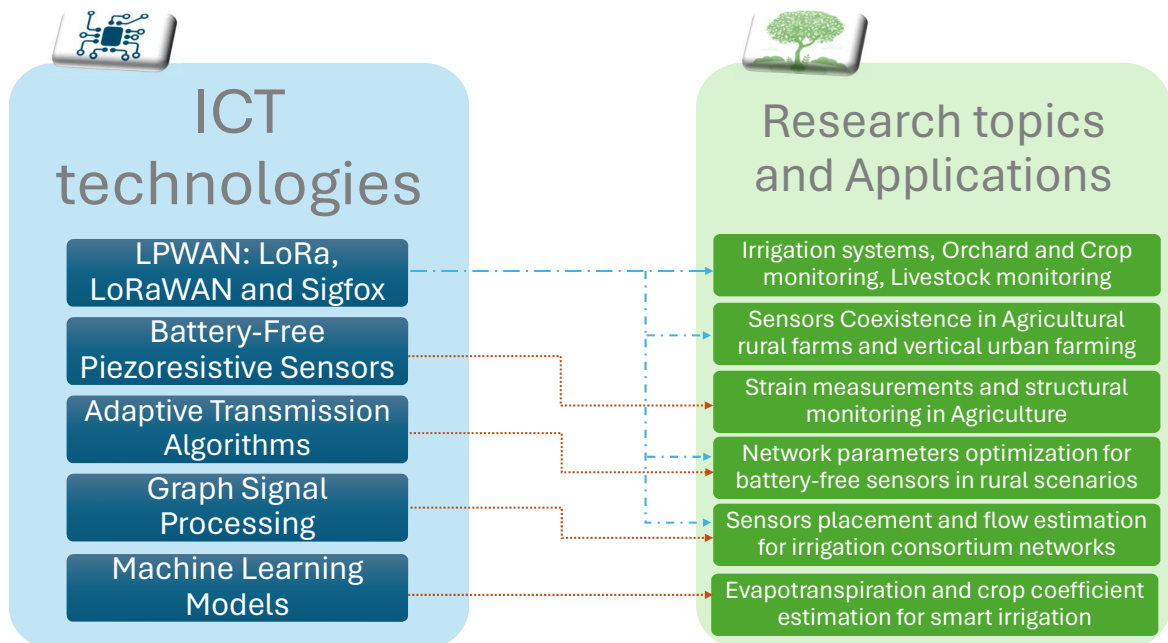 ICT
technologies
LPWAN: LoRa,
LoRaWAN and Sigfox
Battery-Free
Piezoresistive Sensors
Adaptive Transmission
Algorithms
Graph Signal
Processing
Machine Learning
Models
Research topics
and Applications
Irrigation systems, Orchard and Crop
monitoring, Livestock monitoring
Sensors Coexistence in Agricultural
rural farms and vertical urban farming
Strain measurements and structural
monitoring in Agriculture
Network parameters optimization for
battery-free sensors in rural scenarios
Sensors placement and flow estimation
for irrigation consortium networks
Evapotranspiration and crop coefficient
estimation for smart irrigation